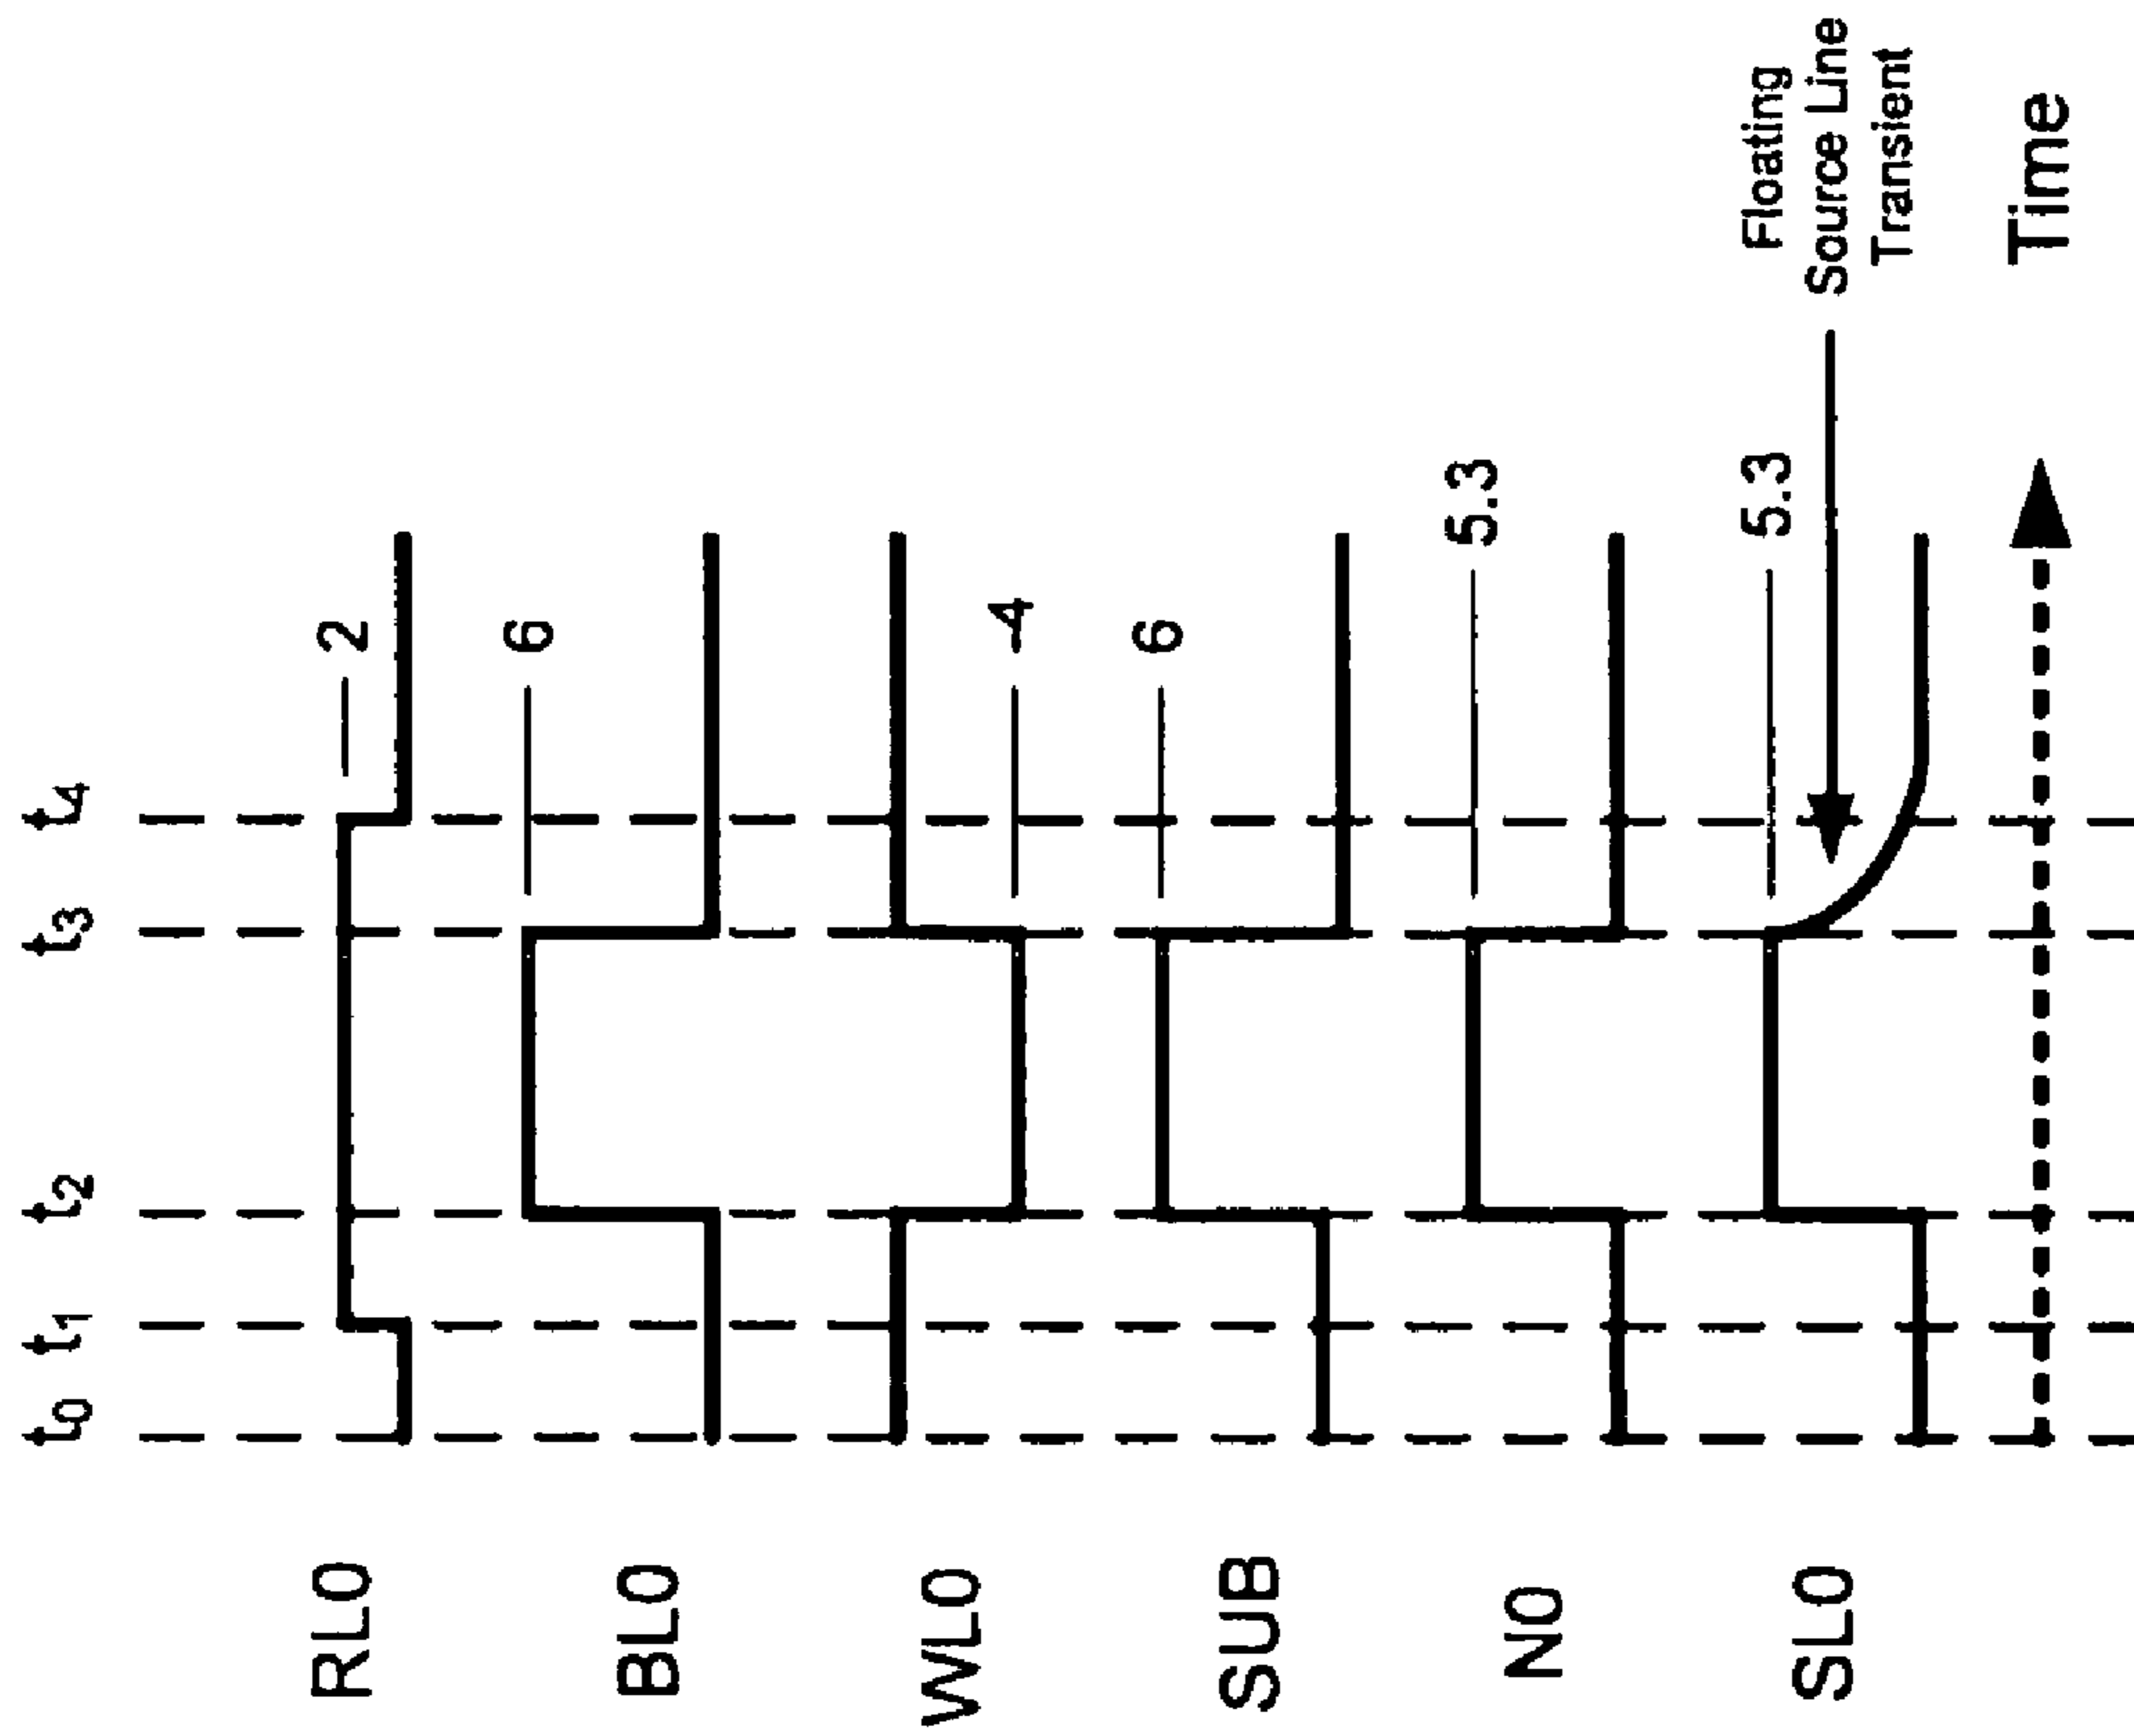 t0
t1
t2
t3
t4
RL0
2
BL0
6
WL0
4
SUB
6
N0
5.3
SL0
5.3
Floating
Source Line
Transient
Time